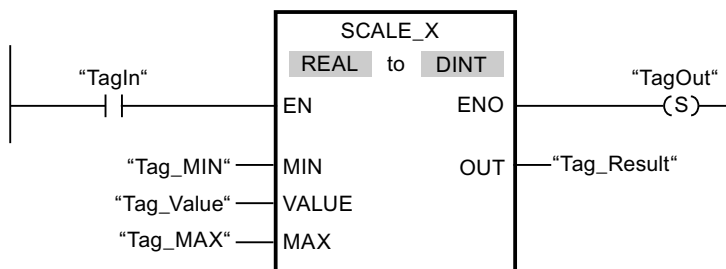 SCALE_X
REAL to DINT
“TagIn“
“TagOut“
EN
ENO
(S)
“Tag_MIN“
MIN
OUT
“Tag_Result“
“Tag_Value“
VALUE
“Tag_MAX“
MAX